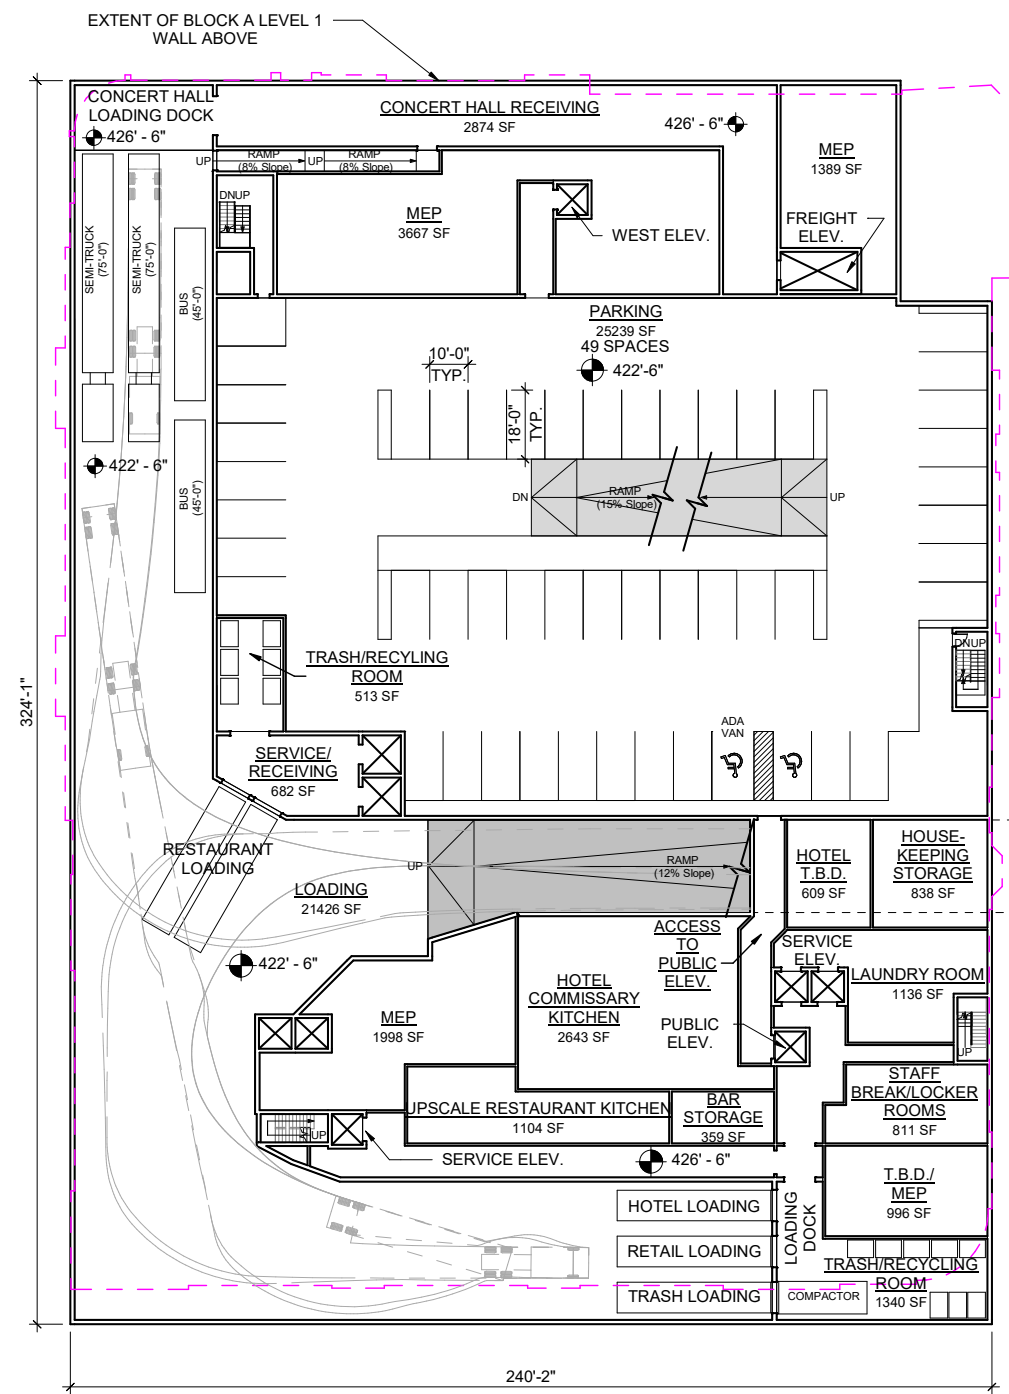 EXTENT OF BLOCK A LEVEL 1
WALL ABOVE
CONCERT HALL
LOADING DOCK
426' - 6"
CONCERT HALL RECEIVING
2874 SF
426' - 6"
MEP
1389 SF
UP
RAMP
(8% Slope)
UP
RAMP
(8% Slope)
DNUP
MEP
3667 SF
WEST ELEV.
FREIGHT
ELEV.
SEMI-TRUCK
(75'-0")
SEMI-TRUCK
(75'-0")
BUS
(45'-0")
PARKING
25239 SF
49 SPACES
422'-6"
10'-0"
TYP.
18'-0"
TYP.
422' - 6"
BUS
(45'-0")
DN
RAMP
(15% Slope)
UP
324'-1"
TRASH/RECYLING
ROOM
513 SF
DNUP
ADA
VAN
SERVICE/
RECEIVING
682 SF
RESTAURANT
LOADING
UP
RAMP
(12% Slope)
LOADING
21426 SF
HOTEL
T.B.D.
609 SF
HOUSE-
KEEPING
STORAGE
838 SF
ACCESS
TO
PUBLIC
ELEV.
SERVICE
ELEV.
422' - 6"
LAUNDRY ROOM
1136 SF
HOTEL
COMMISSARY
KITCHEN
2643 SF
MEP
1998 SF
PUBLIC
ELEV.
UP
STAFF
BREAK/LOCKER
ROOMS
811 SF
UPSCALE RESTAURANT KITCHEN
1104 SF
BAR
STORAGE
359 SF
UP
SERVICE ELEV.
426' - 6"
T.B.D./
MEP
996 SF
HOTEL LOADING
LOADING
DOCK
RETAIL LOADING
TRASH/RECYCLING
ROOM
1340 SF
TRASH LOADING
COMPACTOR
240'-2"